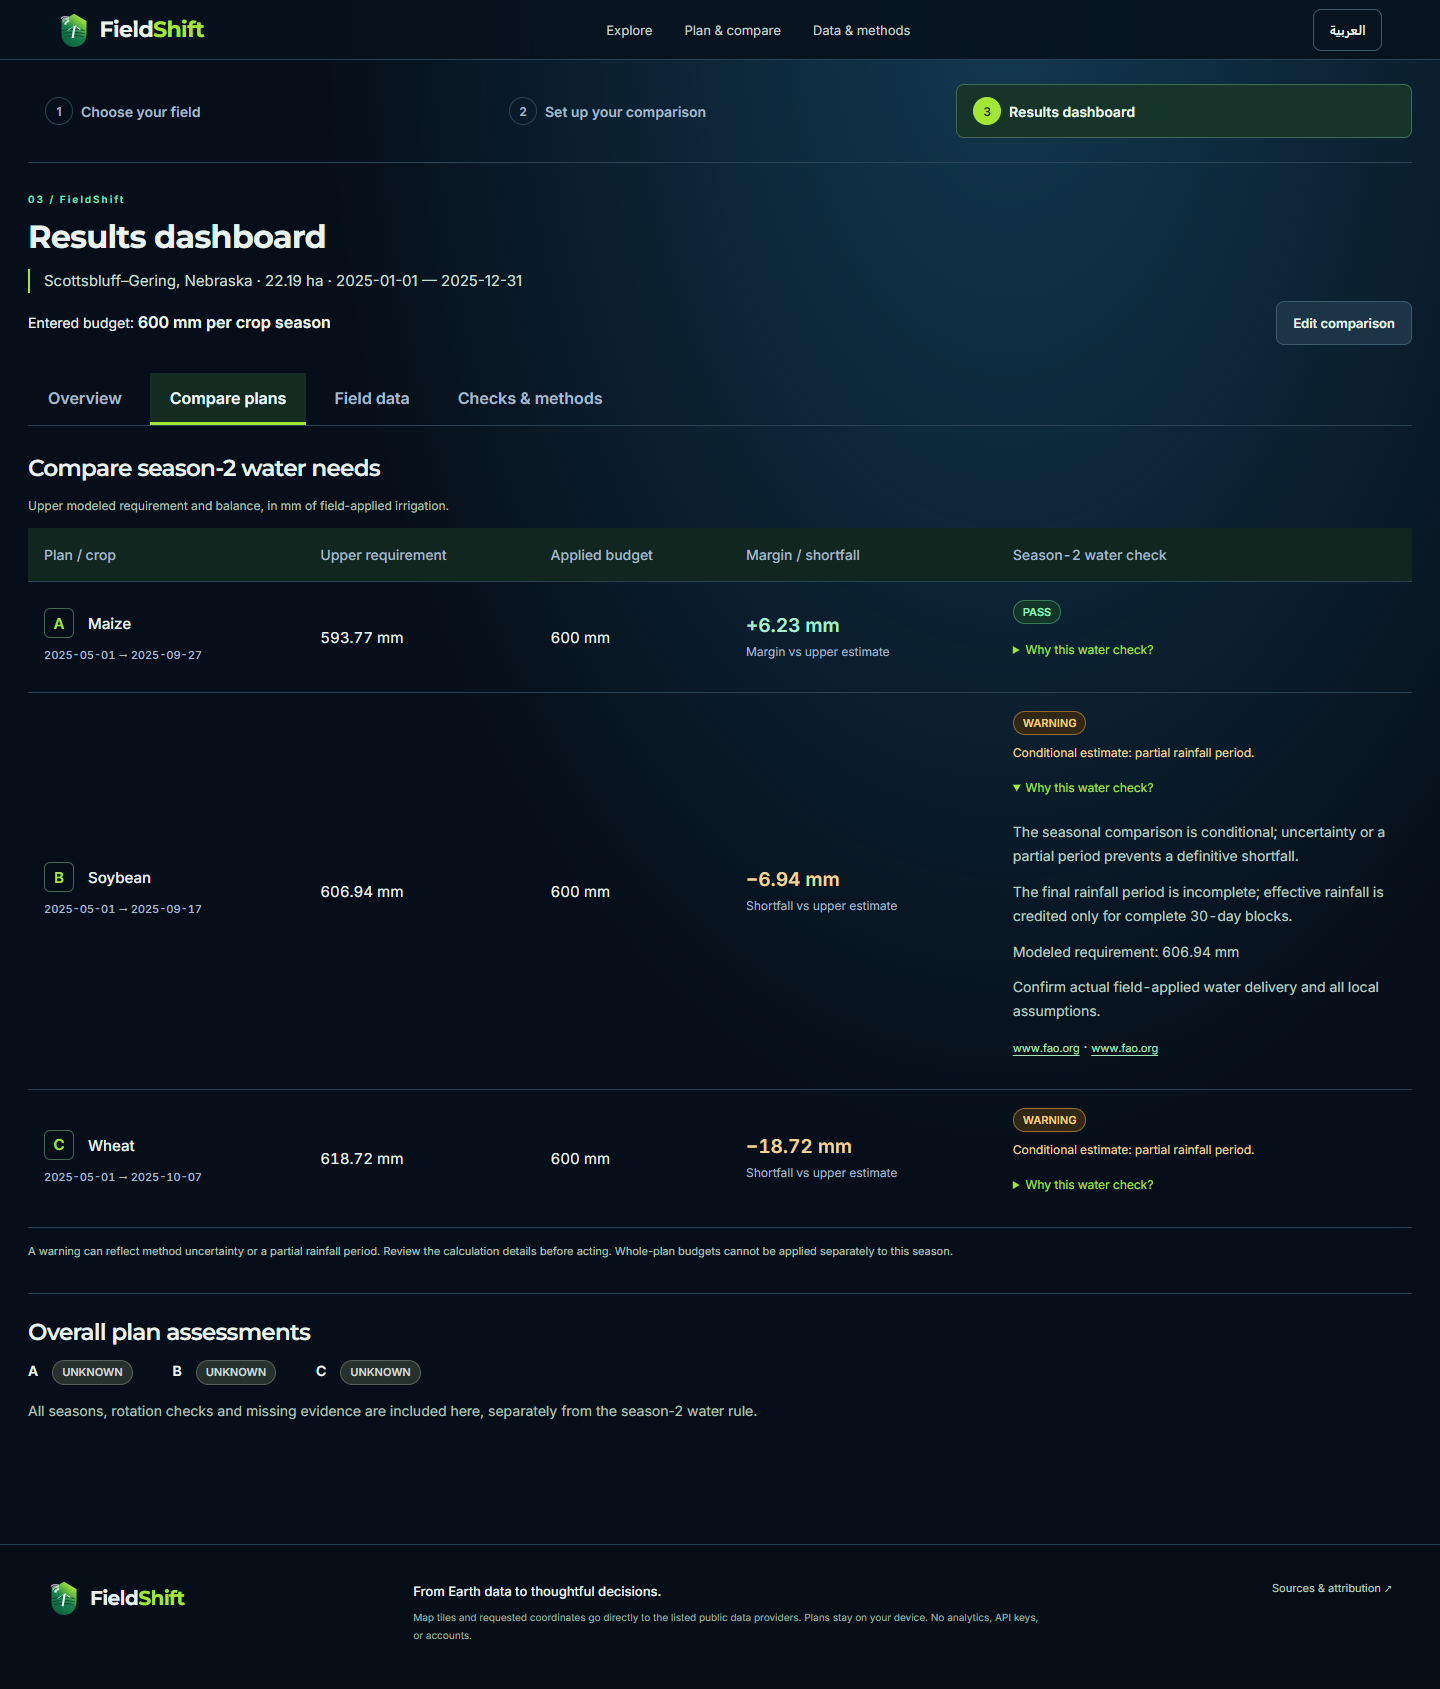 FieldShift
Explore
Plan & compare
Data & methods
العربية
1 Choose your field
2 Set up your comparison
3 Results dashboard
03 / FieldShift
Results dashboard
Scottsbluff–Gering, Nebraska · 22.19 ha · 2025-01-01 — 2025-12-31
Entered budget: 600 mm per crop season
Edit comparison
Overview
Compare plans
Field data
Checks & methods
Compare season-2 water needs
Upper modeled requirement and balance, in mm of field-applied irrigation.
Plan / crop
Upper requirement
Applied budget
Margin / shortfall
Season-2 water check
A Maize
2025-05-01 → 2025-09-27
593.77 mm
600 mm
+6.23 mm
Margin vs upper estimate
PASS
▶ Why this water check?
B Soybean
2025-05-01 → 2025-09-17
606.94 mm
600 mm
−6.94 mm
Shortfall vs upper estimate
WARNING
Conditional estimate: partial rainfall period.
▼ Why this water check?
The seasonal comparison is conditional; uncertainty or a
partial period prevents a definitive shortfall.
The final rainfall period is incomplete; effective rainfall is
credited only for complete 30-day blocks.
Modeled requirement: 606.94 mm
Confirm actual field-applied water delivery and all local
assumptions.
www.fao.org · www.fao.org
C Wheat
2025-05-01 → 2025-10-07
618.72 mm
600 mm
−18.72 mm
Shortfall vs upper estimate
WARNING
Conditional estimate: partial rainfall period.
▶ Why this water check?
A warning can reflect method uncertainty or a partial rainfall period. Review the calculation details before acting. Whole-plan budgets cannot be applied separately to this season.
Overall plan assessments
A UNKNOWN
B UNKNOWN
C UNKNOWN
All seasons, rotation checks and missing evidence are included here, separately from the season-2 water rule.
FieldShift
From Earth data to thoughtful decisions.
Map tiles and requested coordinates go directly to the listed public data providers. Plans stay on your device. No analytics, API keys,
or accounts.
Sources & attribution ↗